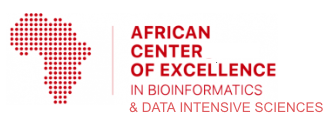 AFRICAN
CENTER
OF EXCELLENCE
IN BIOINFORMATICS
& DATA INTENSIVE SCIENCES